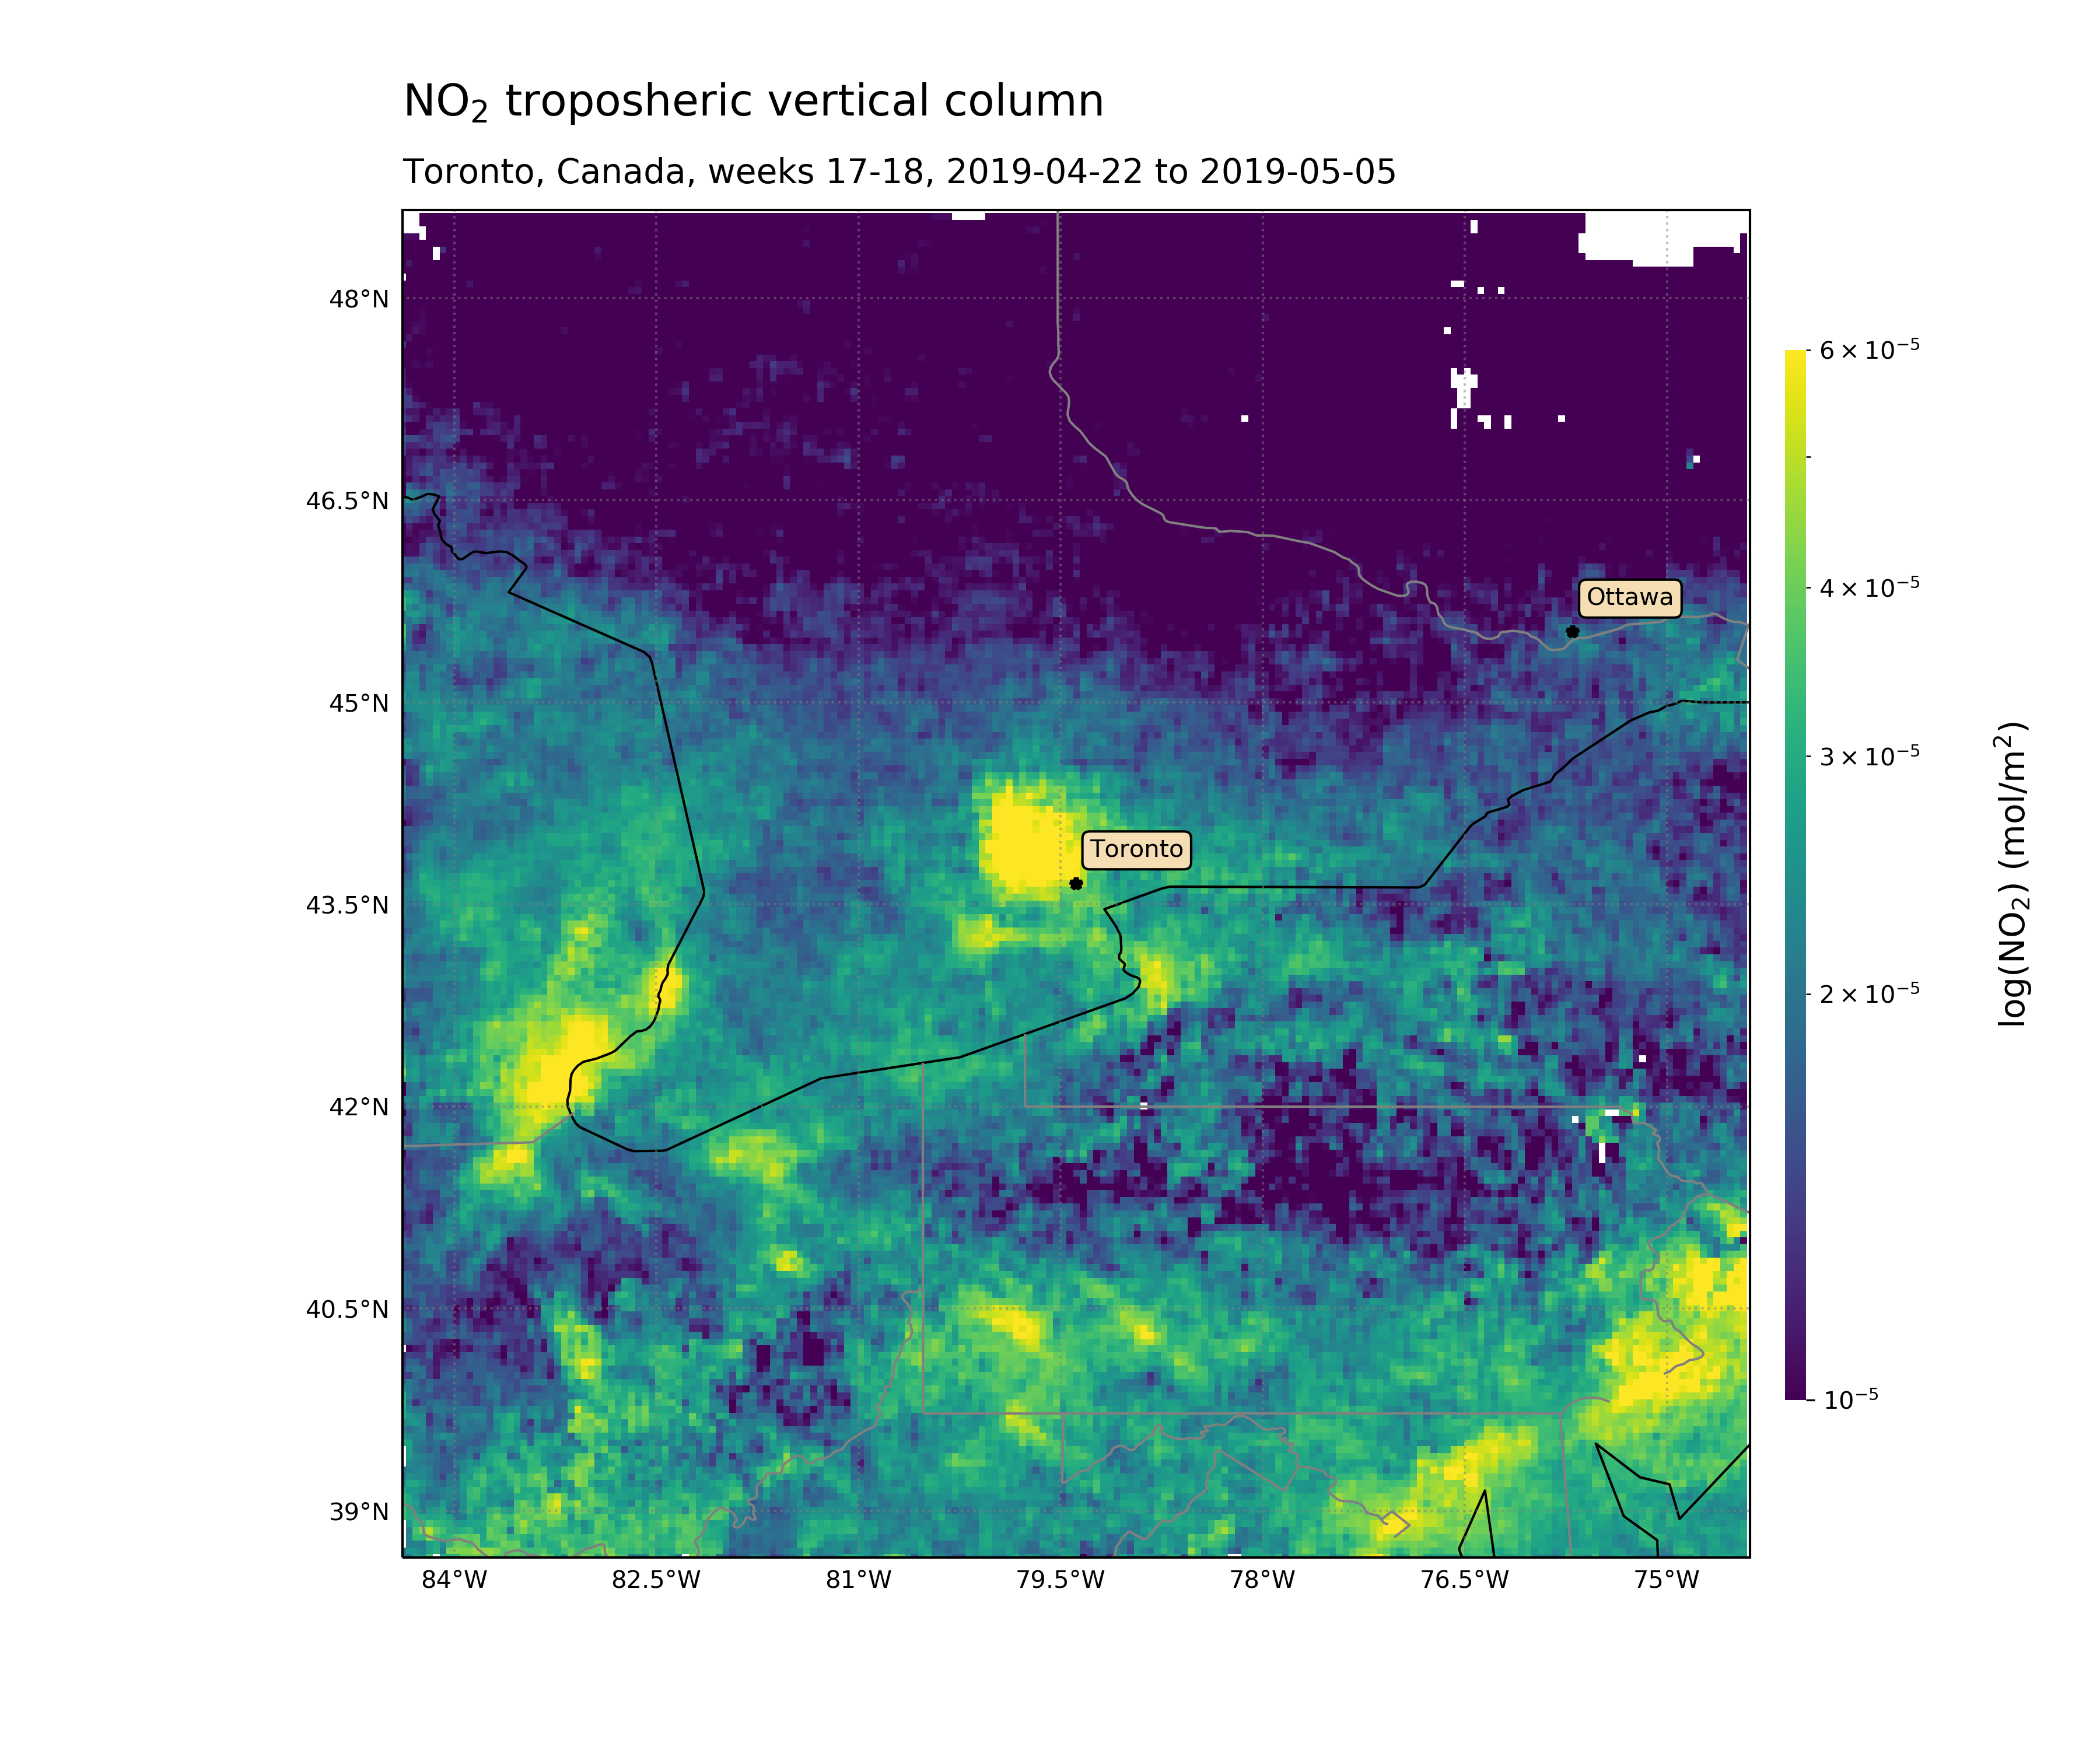 NO₂ troposheric vertical column
Toronto, Canada, weeks 17-18, 2019-04-22 to 2019-05-05
48°N
46.5°N
45°N
43.5°N
42°N
40.5°N
39°N
84°W 82.5°W 81°W 79.5°W 78°W 76.5°W 75°W
Ottawa
Toronto
6 × 10⁻⁵
4 × 10⁻⁵
3 × 10⁻⁵
2 × 10⁻⁵
10⁻⁵
log(NO₂) (mol/m²)